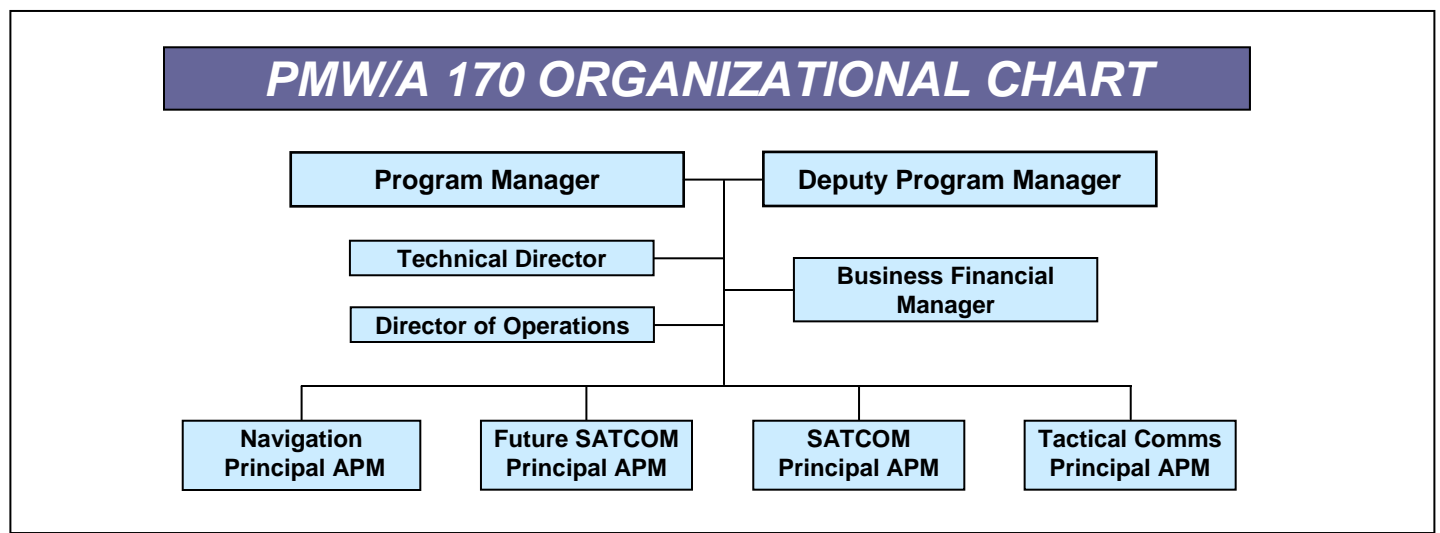 PMW/A 170 ORGANIZATIONAL CHART
Program Manager
Deputy Program Manager
Technical Director
Business Financial
Manager
Director of Operations
Navigation
Principal APM
Future SATCOM
Principal APM
SATCOM
Principal APM
Tactical Comms
Principal APM